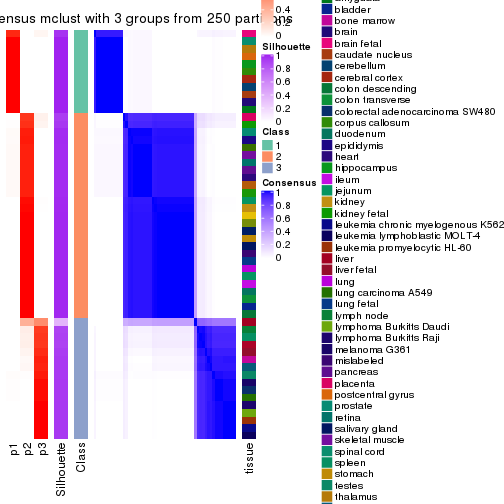 ensus mclust with 3 groups from 250 partitions
0.4
0.2
0
Silhouette
1
0.8
0.6
0.4
0.2
0
Class
1
2
3
Consensus
1
0.8
0.6
0.4
0.2
0
p1
p2
p3
Silhouette
Class
tissue
bladder
bone marrow
brain
brain fetal
caudate nucleus
cerebellum
cerebral cortex
colon descending
colon transverse
colorectal adenocarcinoma SW480
corpus callosum
duodenum
epididymis
heart
hippocampus
ileum
jejunum
kidney
kidney fetal
leukemia chronic myelogenous K562
leukemia lymphoblastic MOLT-4
leukemia promyelocytic HL-60
liver
liver fetal
lung
lung carcinoma A549
lung fetal
lymph node
lymphoma Burkitts Daudi
lymphoma Burkitts Raji
melanoma G361
mislabeled
pancreas
placenta
postcentral gyrus
prostate
retina
salivary gland
skeletal muscle
spinal cord
spleen
stomach
testes
thalamus